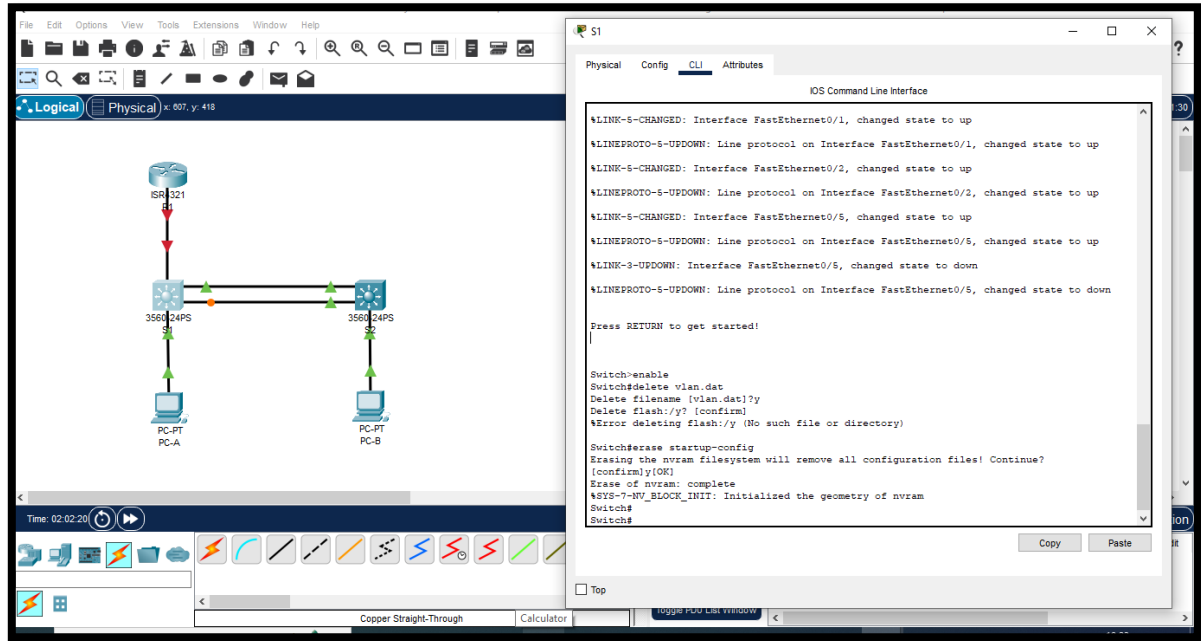 File Edit Options View Tools Extensions Window Help
?
Logical Physical x: 607, y: 418
1:30
ISR4321
R1
3560-24PS
S1
3560-24PS
S2
PC-PT
PC-A
PC-PT
PC-B
Time: 02:02:20
Copper Straight-Through
Calculator
S1
Physical Config CLI Attributes
IOS Command Line Interface
%LINK-5-CHANGED: Interface FastEthernet0/1, changed state to up
%LINEPROTO-5-UPDOWN: Line protocol on Interface FastEthernet0/1, changed state to up
%LINK-5-CHANGED: Interface FastEthernet0/2, changed state to up
%LINEPROTO-5-UPDOWN: Line protocol on Interface FastEthernet0/2, changed state to up
%LINK-5-CHANGED: Interface FastEthernet0/5, changed state to up
%LINEPROTO-5-UPDOWN: Line protocol on Interface FastEthernet0/5, changed state to up
%LINK-3-UPDOWN: Interface FastEthernet0/5, changed state to down
%LINEPROTO-5-UPDOWN: Line protocol on Interface FastEthernet0/5, changed state to down
Press RETURN to get started!
Switch>enable
Switch#delete vlan.dat
Delete filename [vlan.dat]?y
Delete flash:/y? [confirm]
%Error deleting flash:/y (No such file or directory)
Switch#erase startup-config
Erasing the nvram filesystem will remove all configuration files! Continue?
[confirm]y[OK]
Erase of nvram: complete
%SYS-7-NV_BLOCK_INIT: Initialized the geometry of nvram
Switch#
Switch#
Copy Paste
Top
Toggle PDU List Window
ion
dit